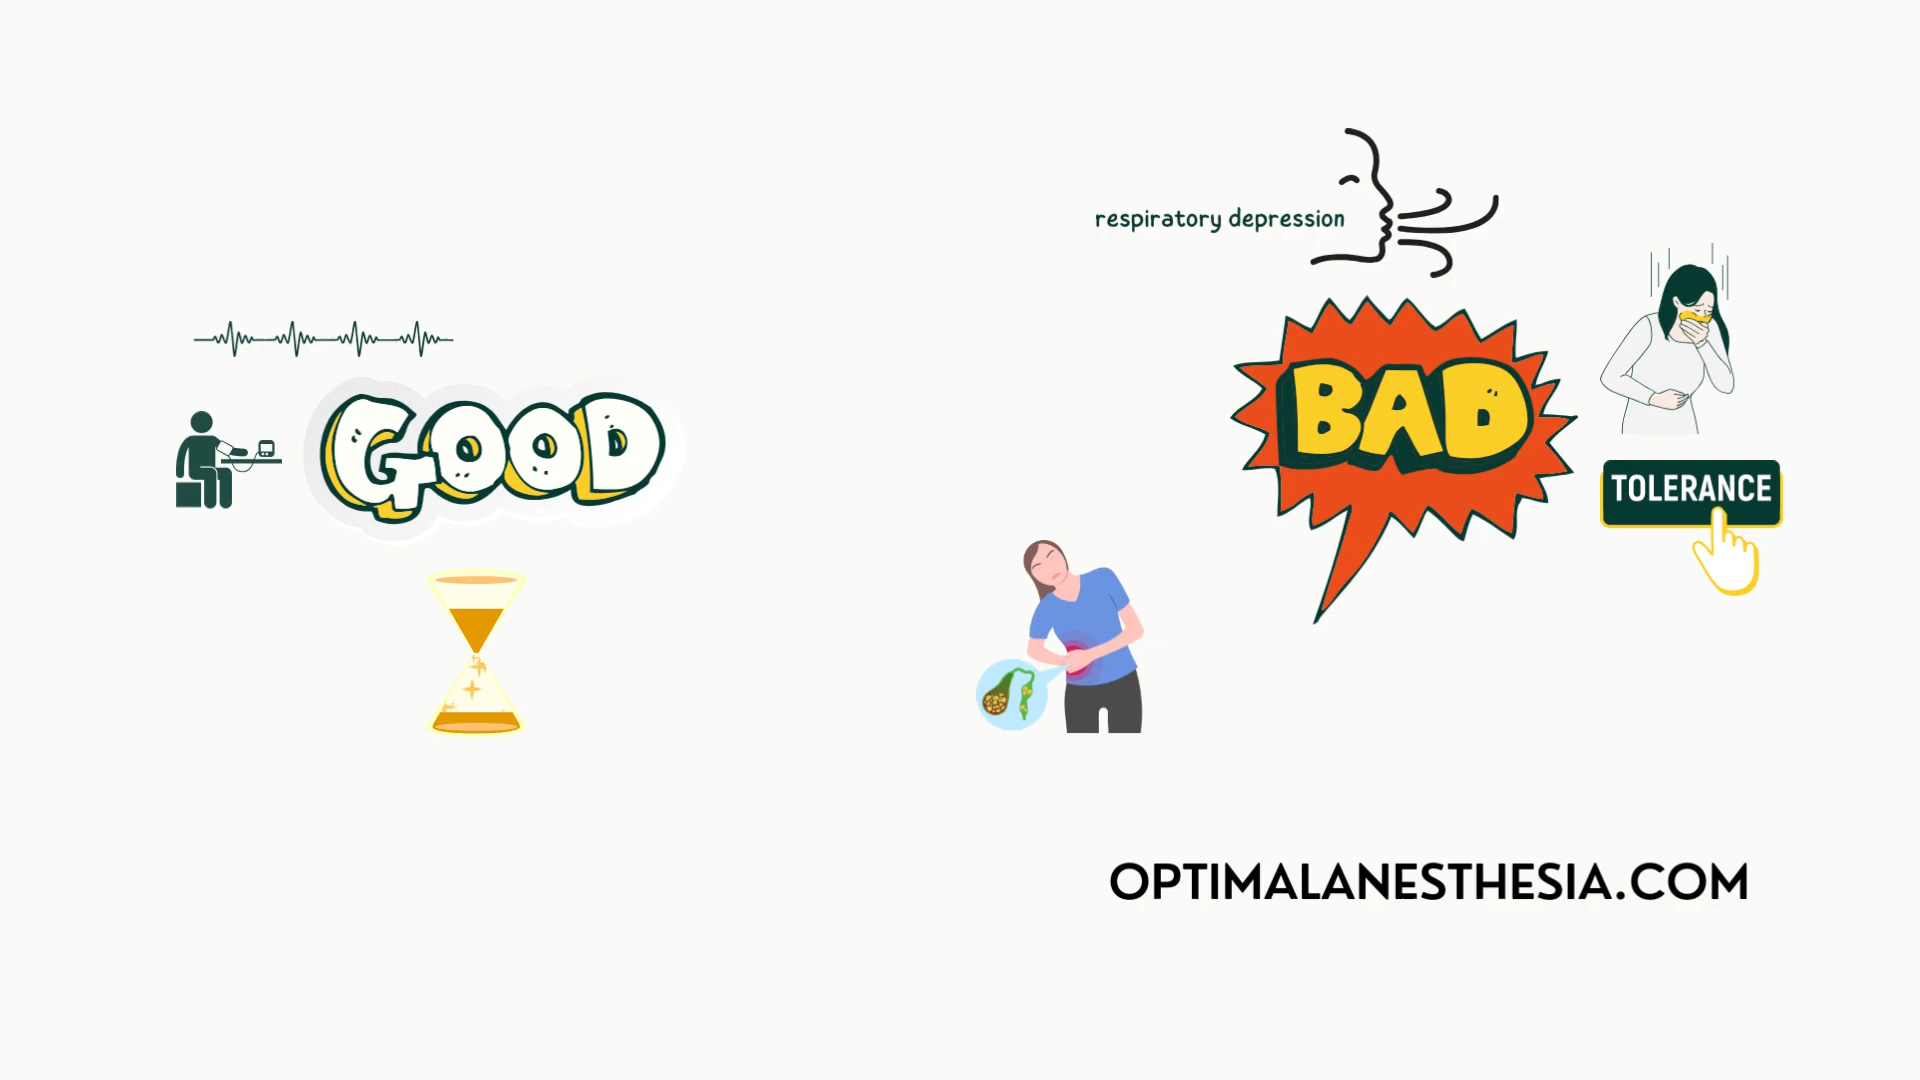 respiratory depression
GOOD
BAD
TOLERANCE
OPTIMALANESTHESIA.COM